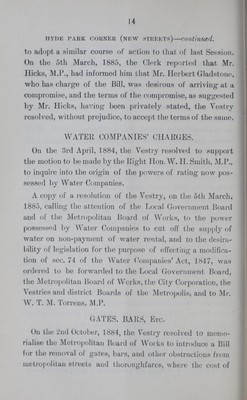 14
HYDE PARK CORNER (NEW STREETS)—continued.
to adopt a similar course of action to that of last Session.
On the 5th March, 1885, the Clerk reported that Mr.
Hicks, M.P., had informed him that Mr. Herbert Gladstone,
who has charge of the Bill, was desirous of arriving at a
compromise, and the terms of the compromise, as suggested
by Mr. Hicks, having been privately stated, the Vestry
resolved, without prejudice, to accept the terms of the same.
WATER COMPANIES' CHARGES.
On the 3rd April, 1884, the Vestry resolved to support
the motion to be made by the Right Hon. W. H. Smith, M.P.,
to inquire into the origin of the powers of rating now pos-
sessed by Water Companies.
A copy of a resolution of the Vestry, on the 5th March,
1885, calling the attention of the Local Government Board
and of the Metropolitan Board of Works, to the power
possessed by Water Companies to cut off the supply of
water on non-payment of water rental, and to the desira-
bility of legislation for the purpose of effecting a modifica-
tion of sec. 74 of the Water Companies' Act, 1847, was
ordered to be forwarded to the Local Government Board,
the Metropolitan Board of Works, the City Corporation, the
Vestries and district Boards of the Metropolis, and to Mr.
W. T. M. Torrens, M.P.
GATES, BARS, Etc.
On the 2nd October, 1884, the Vestry resolved to memo-
rialise the Metropolitan Board of Works to introduce a Bill
for the removal of gates, bars, and other obstructions from
metropolitan streets and thoroughfares, where the cost of